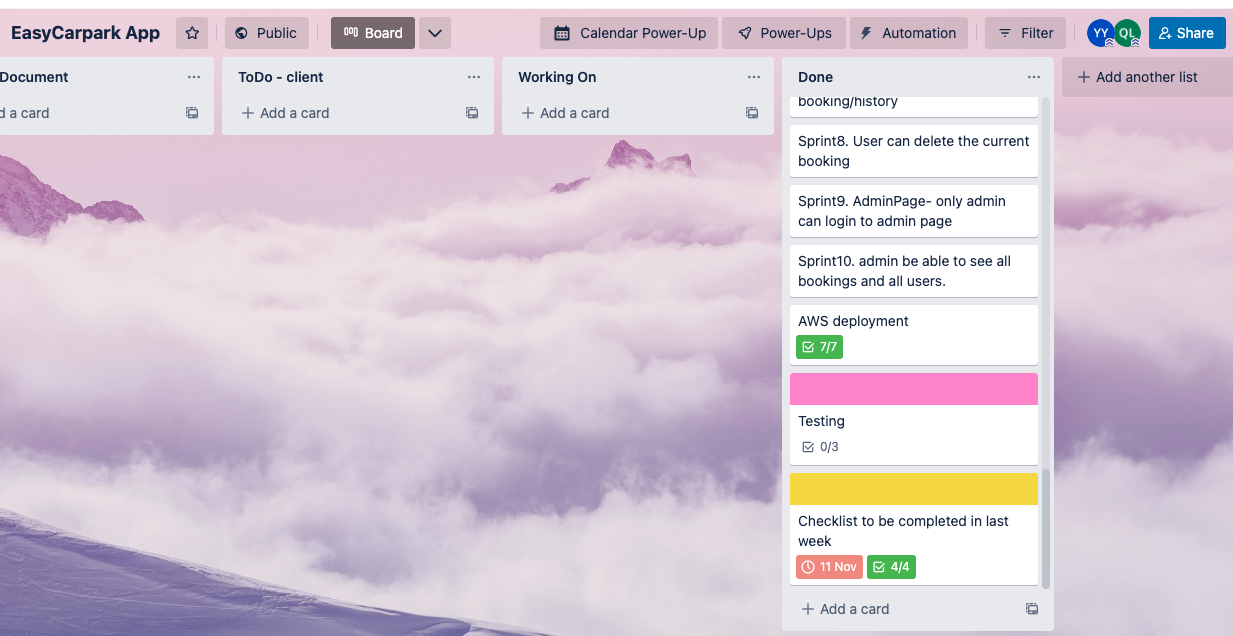 EasyCarpark App
Public
Board
Calendar Power-Up
Power-Ups
Automation
Filter
YY
QL
Share
Document
d a card
ToDo - client
Add a card
Working On
Add a card
Done
booking/history
Sprint8. User can delete the current
booking
Sprint9. AdminPage- only admin
can login to admin page
Sprint10. admin be able to see all
bookings and all users.
AWS deployment
7/7
Testing
0/3
Checklist to be completed in last
week
11 Nov
4/4
Add a card
Add another list